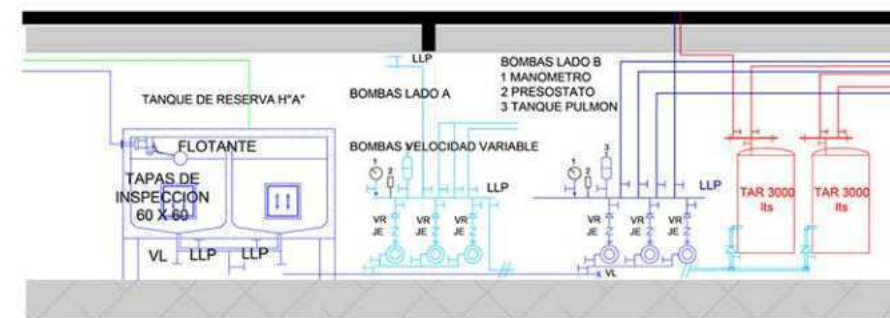 LLP
BOMBAS LADO B
1 MANOMETRO
2 PRESOSTATO
3 TANQUE PULMON
TANQUE DE RESERVA HºA"
BOMBAS LADO A
FLOTANTE
BOMBAS VELOCIDAD VARIABLE
1
2
1
2
3
TAPAS DE
INSPECCION
60 X 60
LLP
LLP
TAR 3000
lts
TAR 3000
lts
VR
JE
VR
JE
VR
JE
VR
JE
VR
JE
VR
JE
VL
LLP
LLP
VL